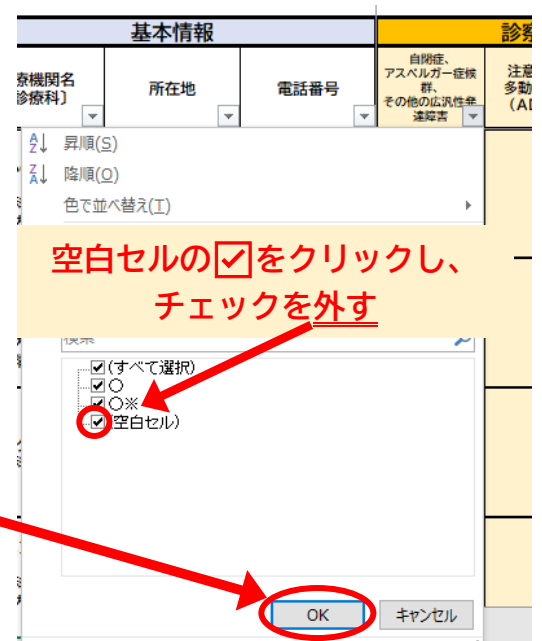 基本情報
診察
療機関名
診療科〕
所在地
電話番号
自閉症、
アスペルガー症候
群、
その他の広汎性発
達障害
注意
多動
（AD
昇順(S)
降順(O)
色で並べ替え(T)
空白セルの☑をクリックし、
チェックを外す
検索
(すべて選択)
〇
〇※
(空白セル)
OK
キャンセル